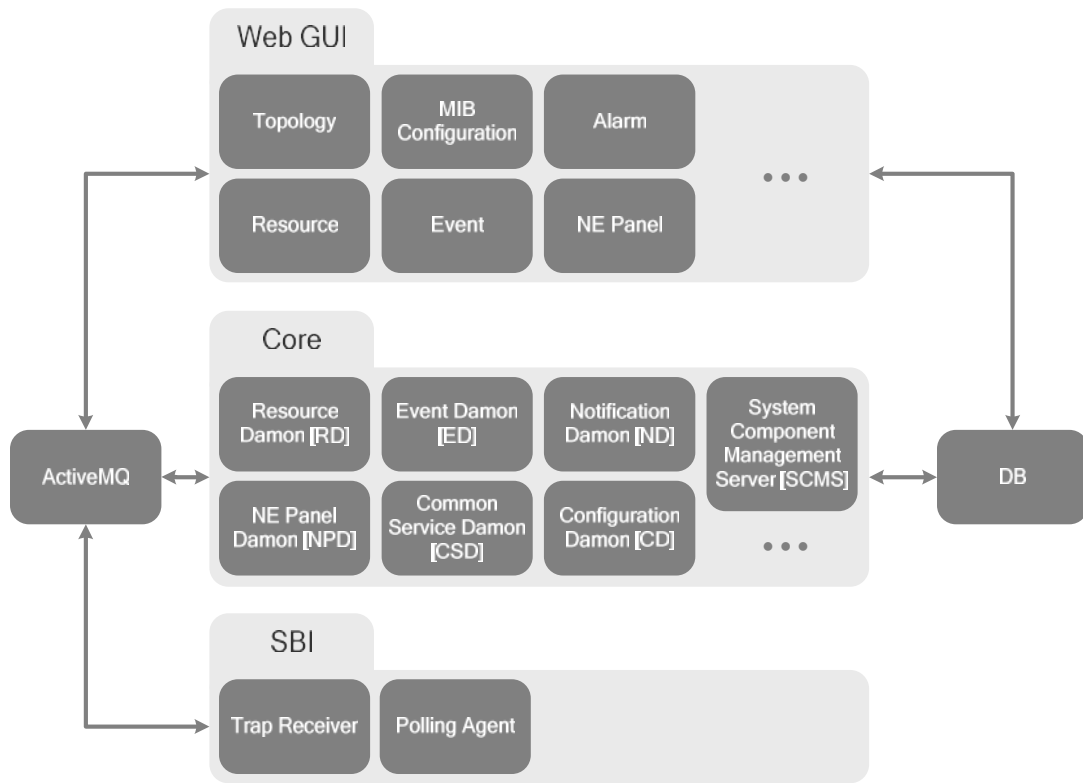 Web GUI
Topology
MIB
Configuration
Alarm
Resource
Event
NE Panel
Core
Resource
Damon [RD]
Event Damon
[ED]
Notification
Damon [ND]
System
Component
Management
Server [SCMS]
NE Panel
Damon [NPD]
Common
Service Damon
[CSD]
Configuration
Damon [CD]
ActiveMQ
DB
SBI
Trap Receiver
Polling Agent